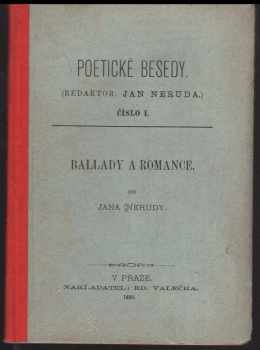 POETICKÉ BESEDY.
(REDAKTOR: JAN NERUDA.)
ČÍSLO I.
BALLADY A ROMANCE.
OD
JANA NERUDY.
V PRAZE.
NAKLADATEL: ED. VALEČKA.